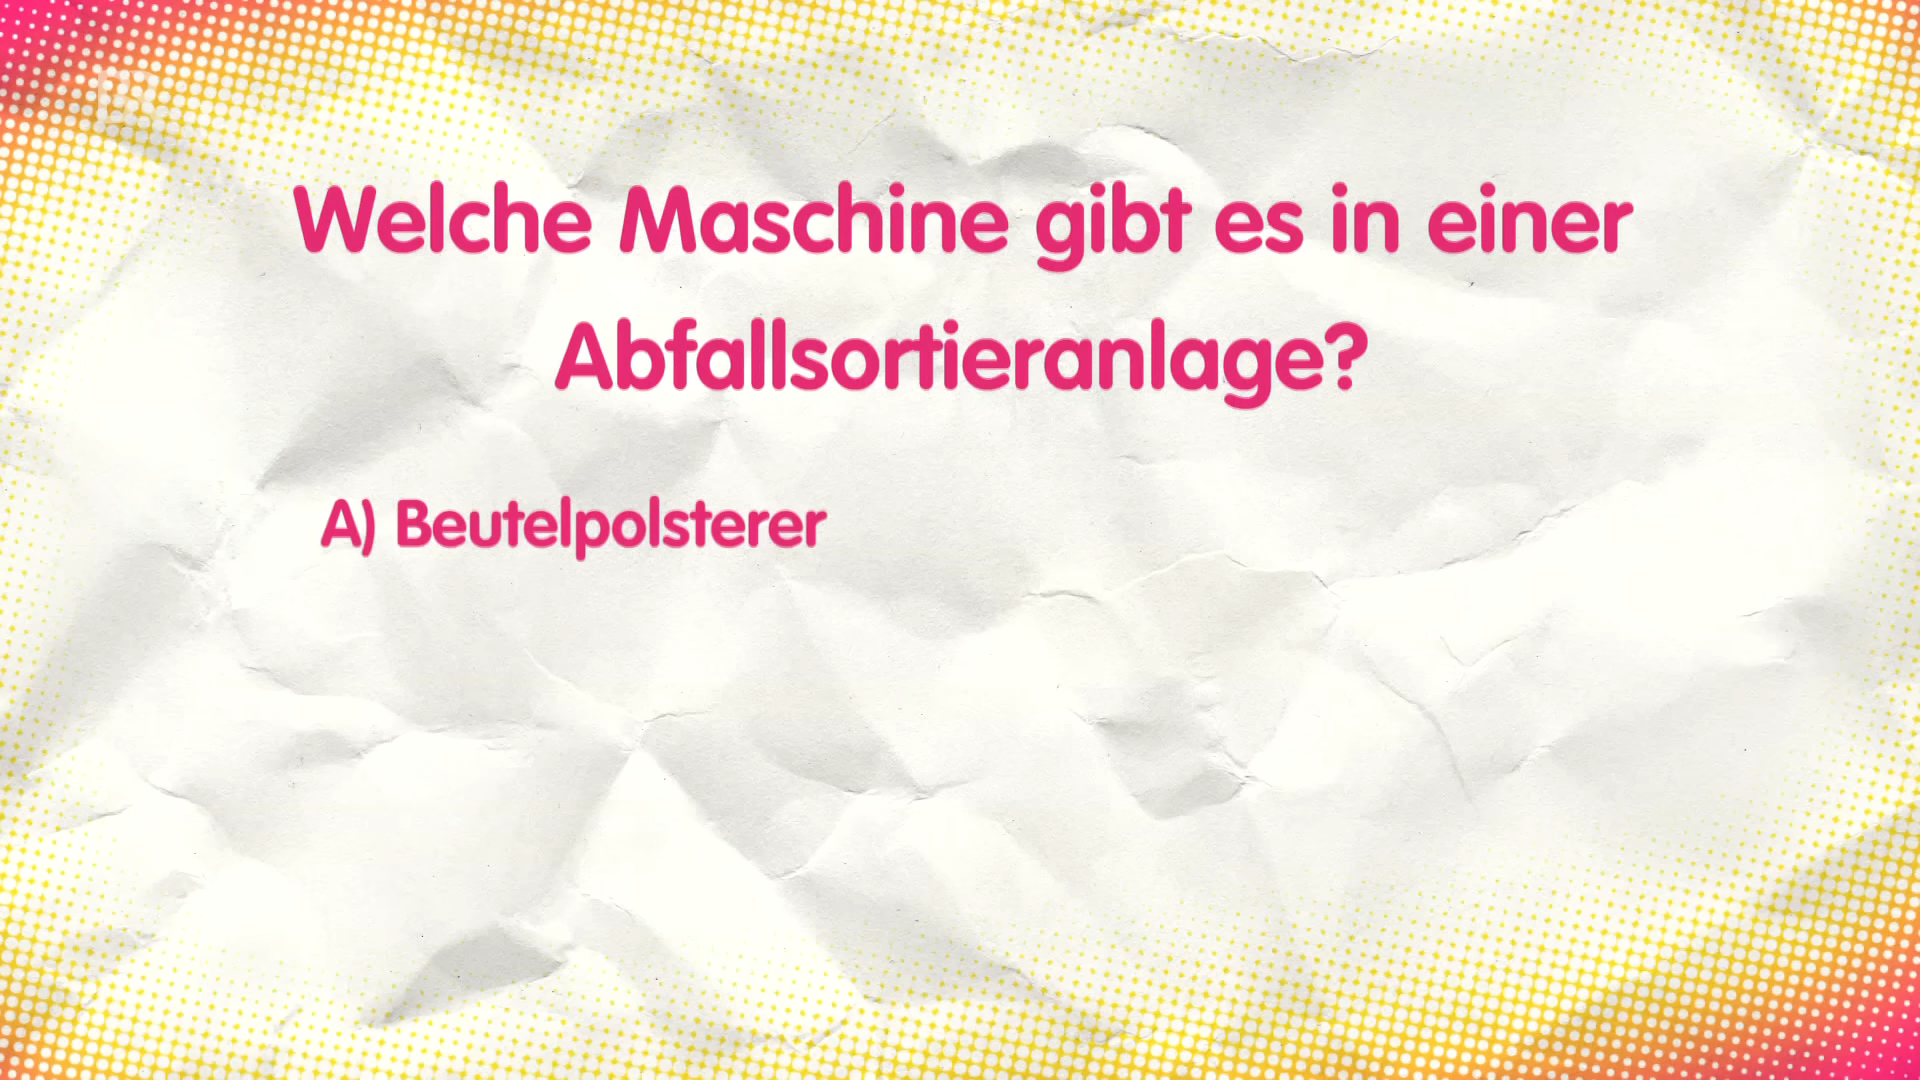 Welche Maschine gibt es in einer
Abfallsortieranlage?
A) Beutelpolsterer